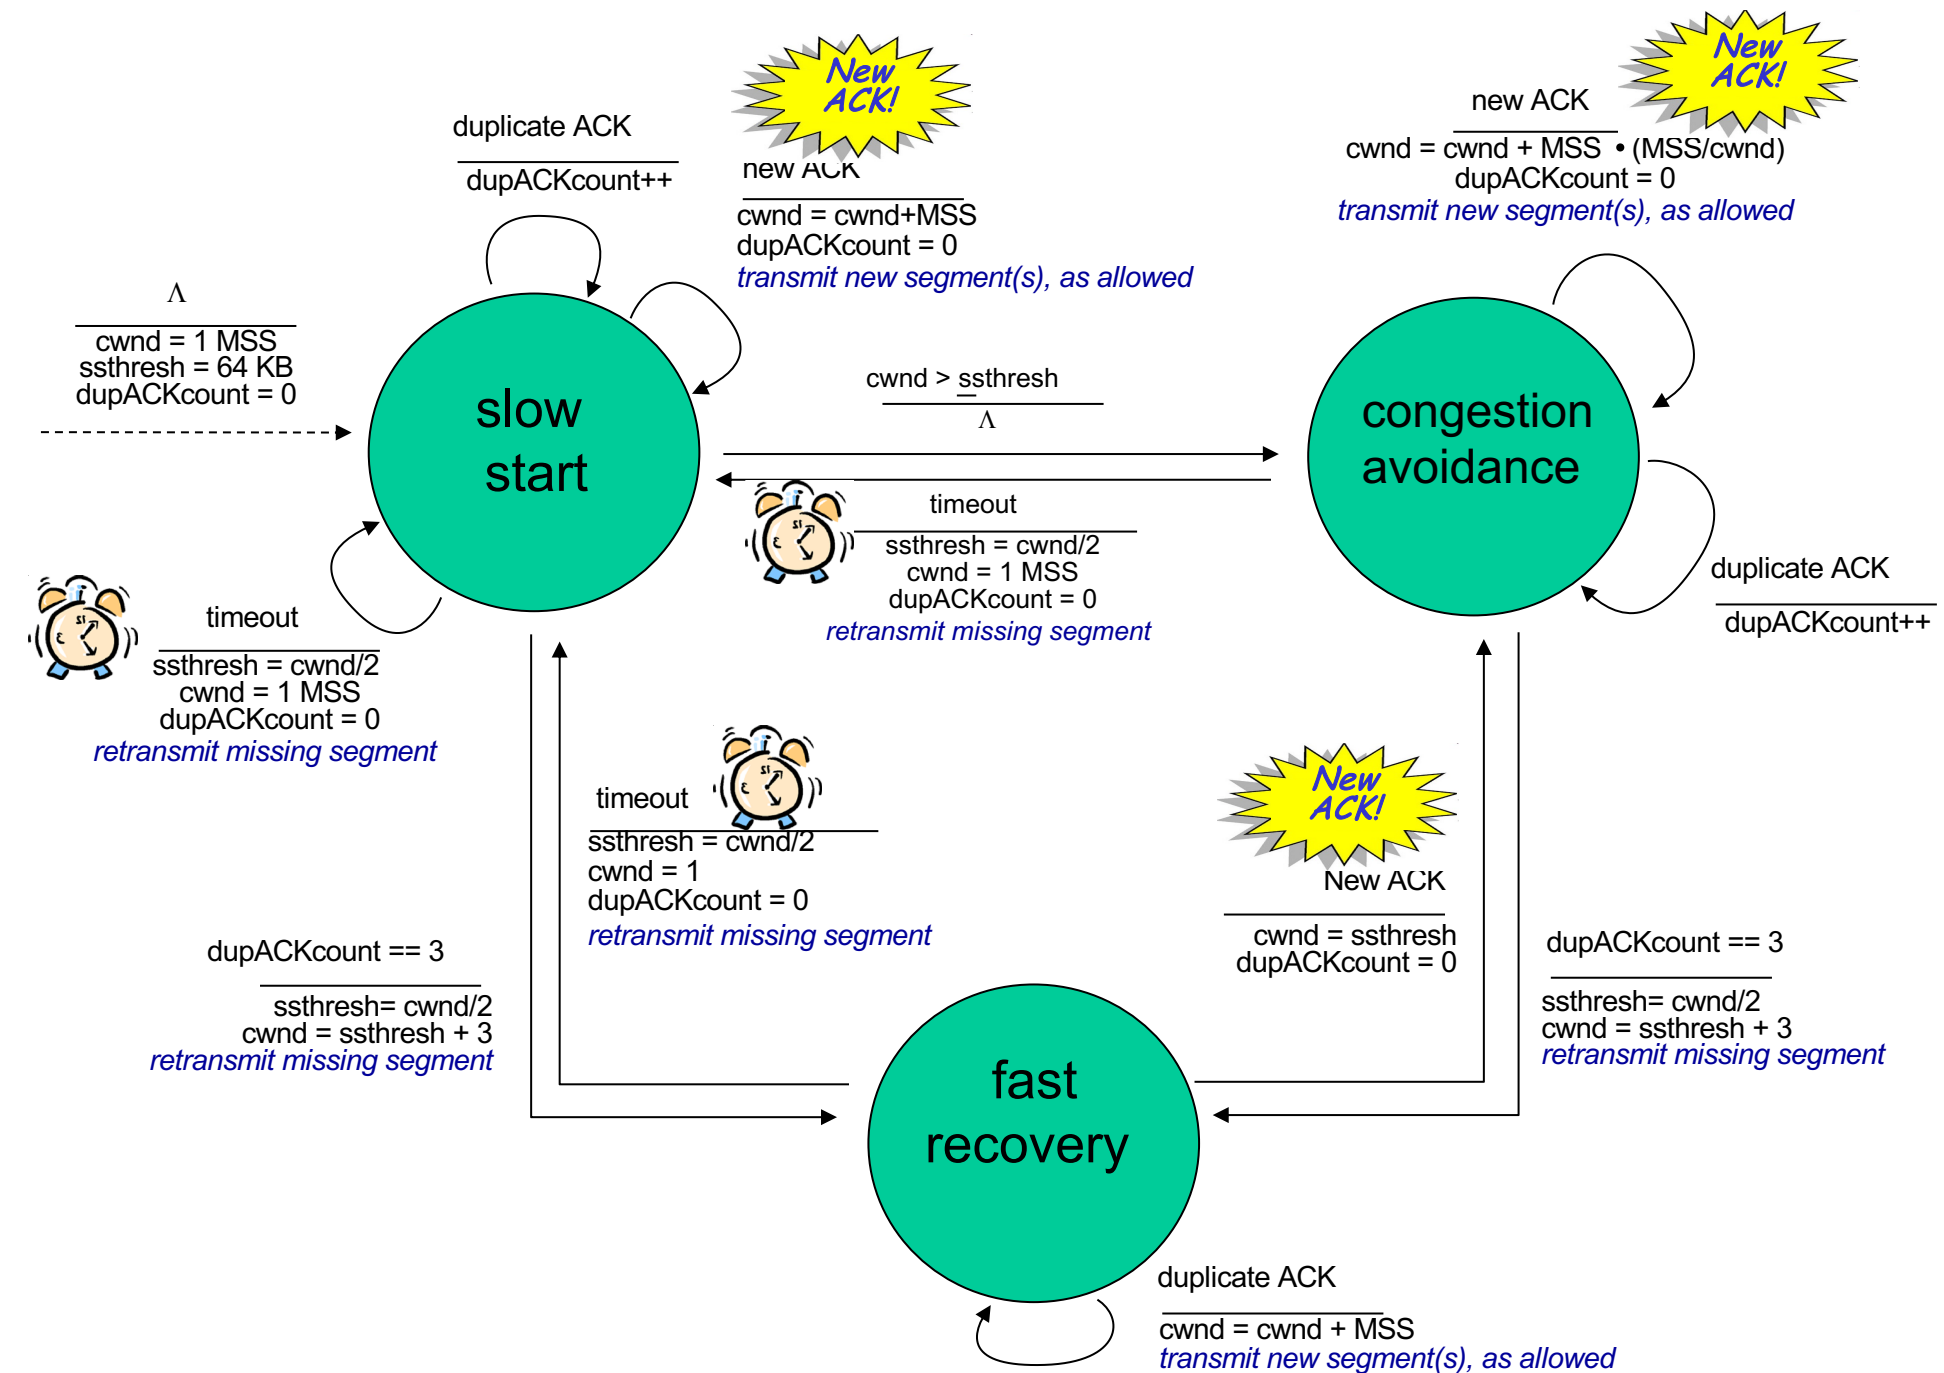 New
ACK!
new ACK
cwnd = cwnd + MSS • (MSS/cwnd)
dupACKcount = 0
transmit new segment(s), as allowed
New
ACK!
duplicate ACK
dupACKcount++
new ACK
cwnd = cwnd+MSS
dupACKcount = 0
transmit new segment(s), as allowed
Λ
cwnd = 1 MSS
ssthresh = 64 KB
dupACKcount = 0
slow
start
cwnd > ssthresh
Λ
congestion
avoidance
timeout
ssthresh = cwnd/2
cwnd = 1 MSS
dupACKcount = 0
retransmit missing segment
12
3
duplicate ACK
dupACKcount++
timeout
ssthresh = cwnd/2
cwnd = 1 MSS
dupACKcount = 0
retransmit missing segment
12
3
timeout
ssthresh = cwnd/2
cwnd = 1
dupACKcount = 0
retransmit missing segment
12
3
New
ACK!
New ACK
cwnd = ssthresh
dupACKcount = 0
dupACKcount == 3
ssthresh= cwnd/2
cwnd = ssthresh + 3
retransmit missing segment
dupACKcount == 3
ssthresh= cwnd/2
cwnd = ssthresh + 3
retransmit missing segment
fast
recovery
duplicate ACK
cwnd = cwnd + MSS
transmit new segment(s), as allowed